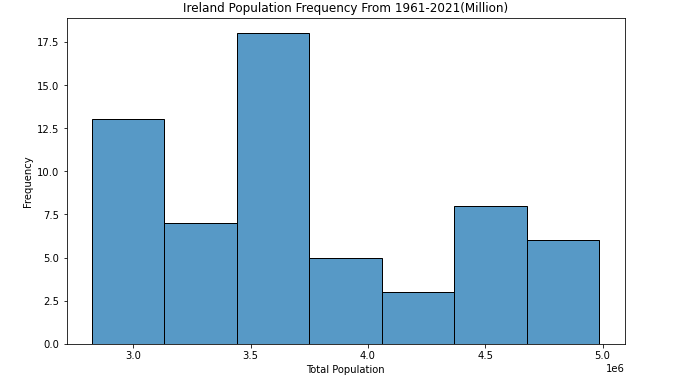 Ireland Population Frequency From 1961-2021(Million)
17.5
15.0
12.5
10.0
7.5
5.0
2.5
0.0
Frequency
3.0 3.5 4.0 4.5 5.0
1e6
Total Population